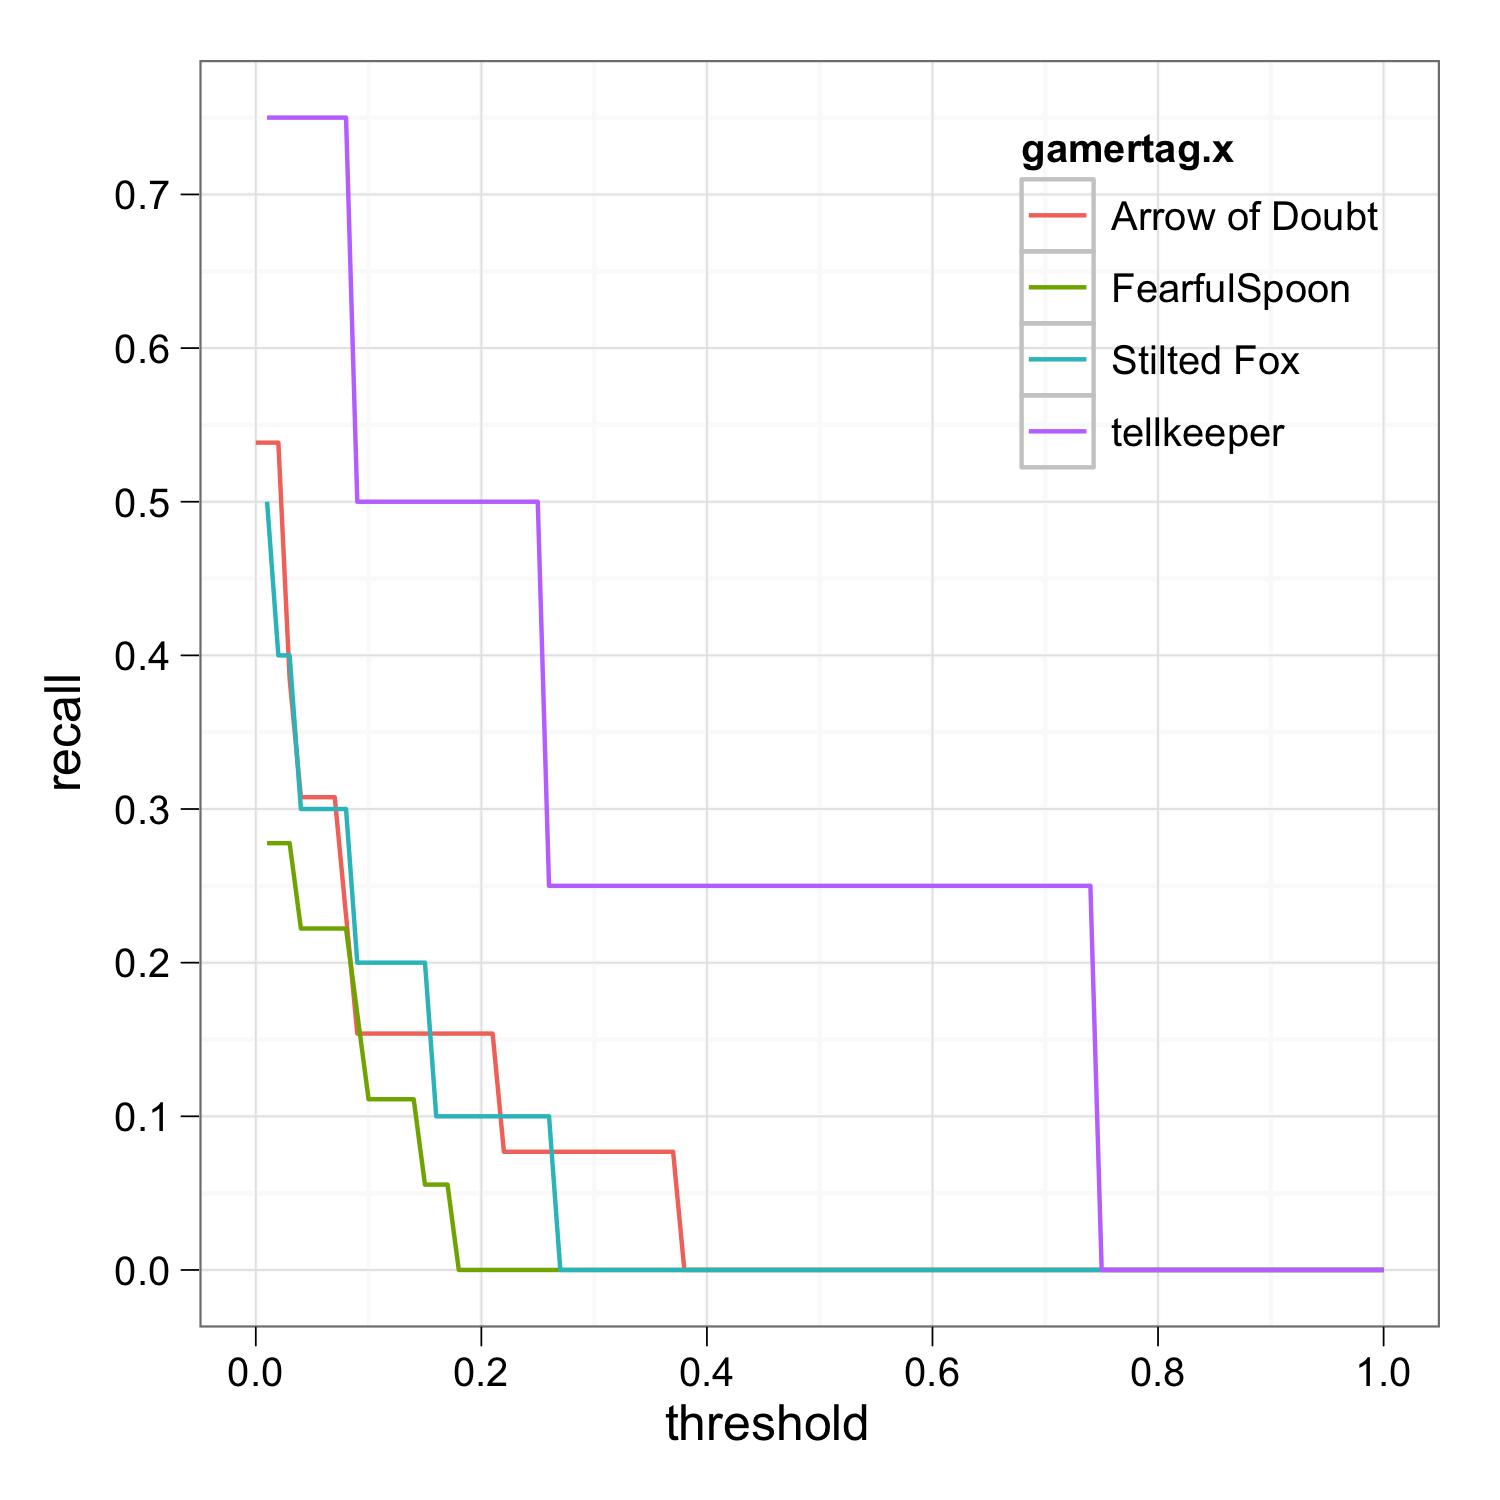 gamertag.x
Arrow of Doubt
FearfulSpoon
Stilted Fox
tellkeeper
0.7
0.6
0.5
0.4
0.3
0.2
0.1
0.0
recall
0.0 0.2 0.4 0.6 0.8 1.0
threshold